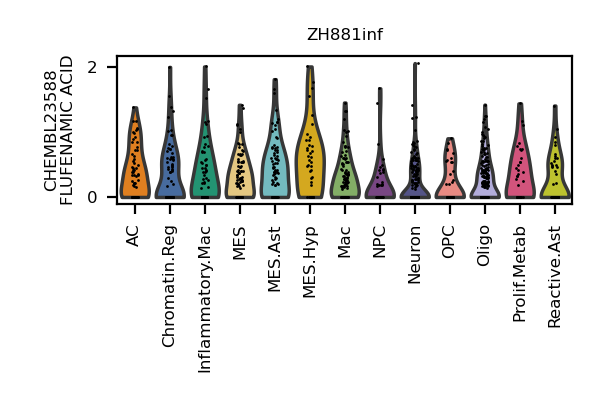 ZH881inf
CHEMBL23588
FLUFENAMIC ACID
2
0
AC
Chromatin.Reg
Inflammatory.Mac
MES
MES.Ast
MES.Hyp
Mac
NPC
Neuron
OPC
Oligo
Prolif.Metab
Reactive.Ast